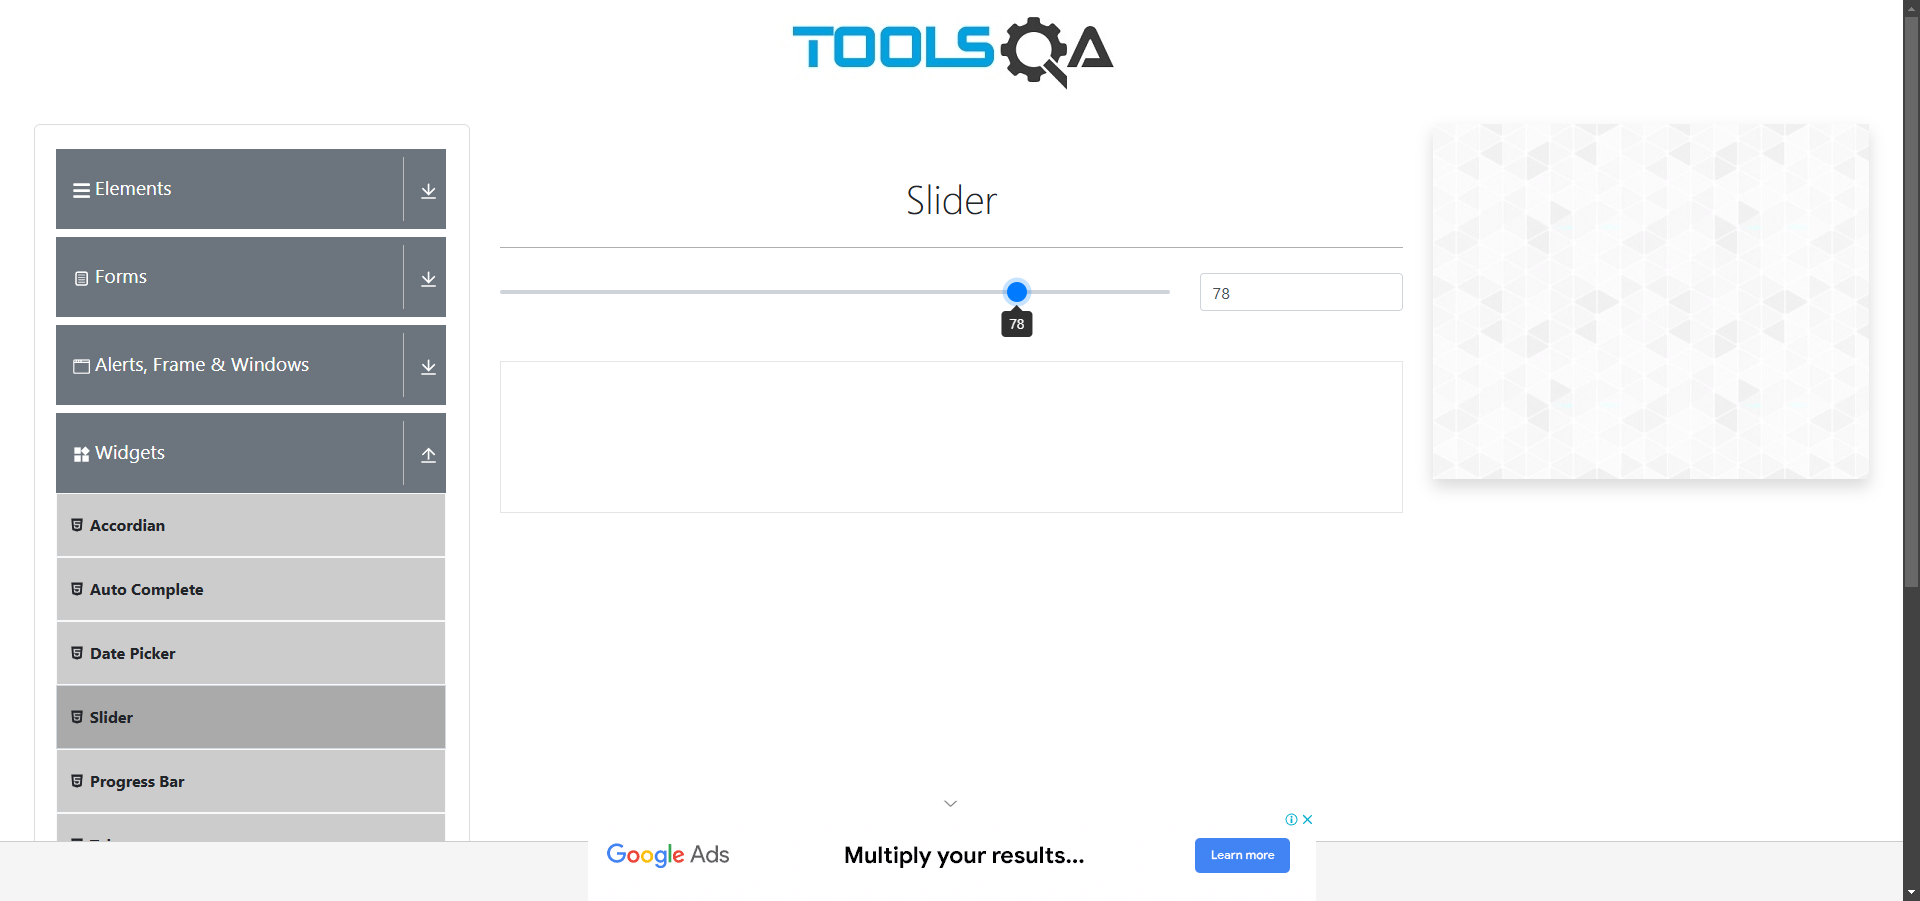 TOOLSQA
Elements
Forms
Alerts, Frame & Windows
Widgets
Accordian
Auto Complete
Date Picker
Slider
Progress Bar
Slider
78
78
Google Ads
Multiply your results...
Learn more